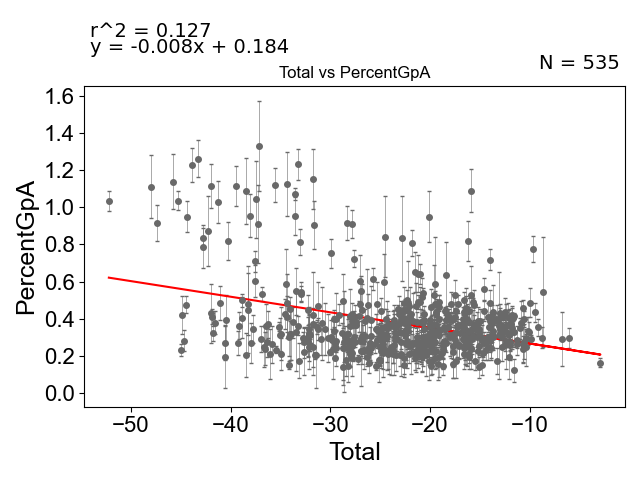 r^2 = 0.127
y = -0.008x + 0.184
N = 535
Total vs PercentGpA
PercentGpA
1.6
1.4
1.2
1.0
0.8
0.6
0.4
0.2
0.0
−50 −40 −30 −20 −10
Total